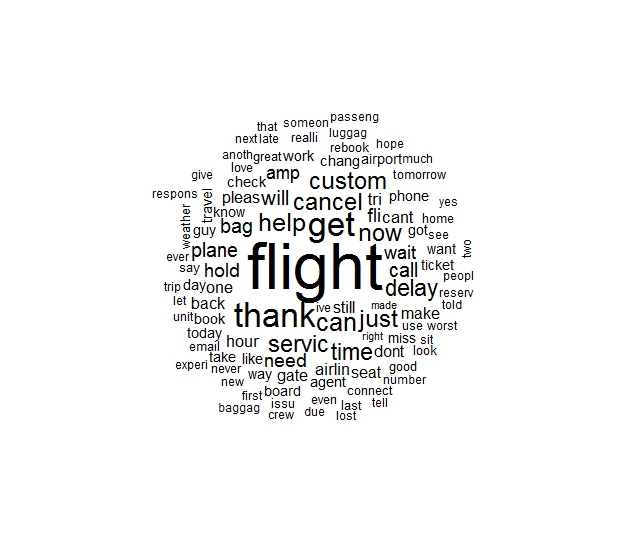 passeng
that someon
next late realli luggag
rebook hope
anoth great work chang airport much
love
give check amp custom tomorrow
respons travel pleas will cancel tri phone yes
weather know bag help get fli cant home
guy now got see
ever plane wait want two
say hold flight call ticket peopl
trip day one delay reserv
let back thank ive still made make told
unit book can just use worst
today hour servic right miss sit
email time dont look
experi take like need airlin seat good
never way gate agent number
new board connect
first even last tell
baggag issu due
crew lost